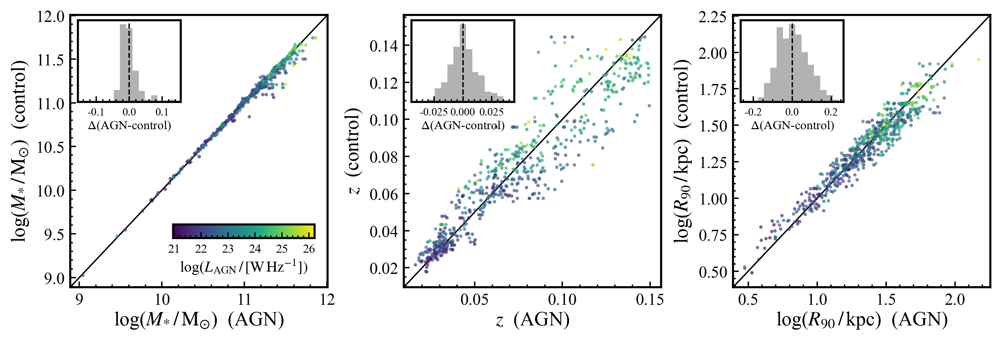 12.0
11.5
11.0
10.5
10.0
9.5
9.0
log(M*/M⊙) (control)
-0.1 0.0 0.1
Δ(AGN-control)
21 22 23 24 25 26
log(L_AGN/[W Hz⁻¹])
9 10 11 12
log(M*/M⊙) (AGN)
0.14
0.12
0.10
0.08
0.06
0.04
0.02
z (control)
-0.025 0.000 0.025
Δ(AGN-control)
0.05 0.10 0.15
z (AGN)
2.25
2.00
1.75
1.50
1.25
1.00
0.75
0.50
log(R₉₀/kpc) (control)
-0.2 0.0 0.2
Δ(AGN-control)
0.5 1.0 1.5 2.0
log(R₉₀/kpc) (AGN)